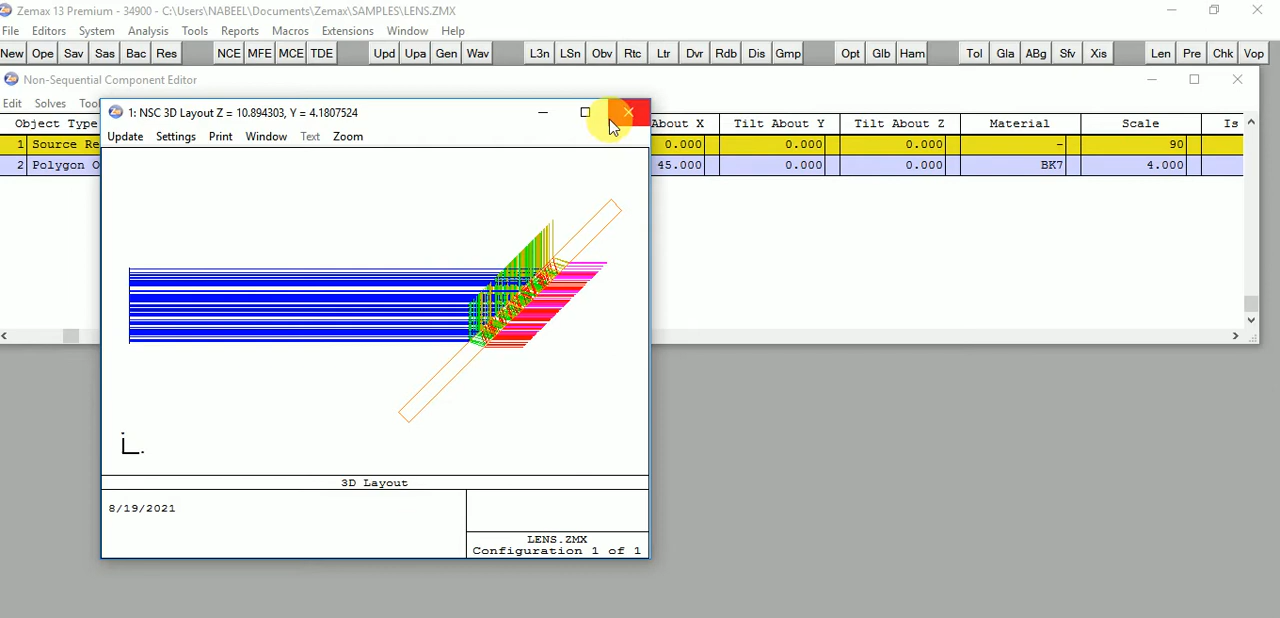 Zemax 13 Premium - 34900 - C:\Users\NABEEL\Documents\Zemax\SAMPLES\LENS.ZMX
File Editors System Analysis Tools Reports Macros Extensions Window Help
New Ope Sav Sas Bac Res NCE MFE MCE TDE Upd Upa Gen Wav L3n LSn Obv Rtc Ltr Dvr Rdb Dis Gmp Opt Glb Ham Tol Gla ABg Sfv Xis Len Pre Chk Vop
Non-Sequential Component Editor
Edit Solves Too
Object Type About X Tilt About Y Tilt About Z Material Scale Is
1 Source Re 0.000 0.000 0.000 - 90
2 Polygon O 45.000 0.000 0.000 BK7 4.000
1: NSC 3D Layout Z = 10.894303, Y = 4.1807524
Update Settings Print Window Text Zoom
3D Layout
8/19/2021
LENS.ZMX
Configuration 1 of 1